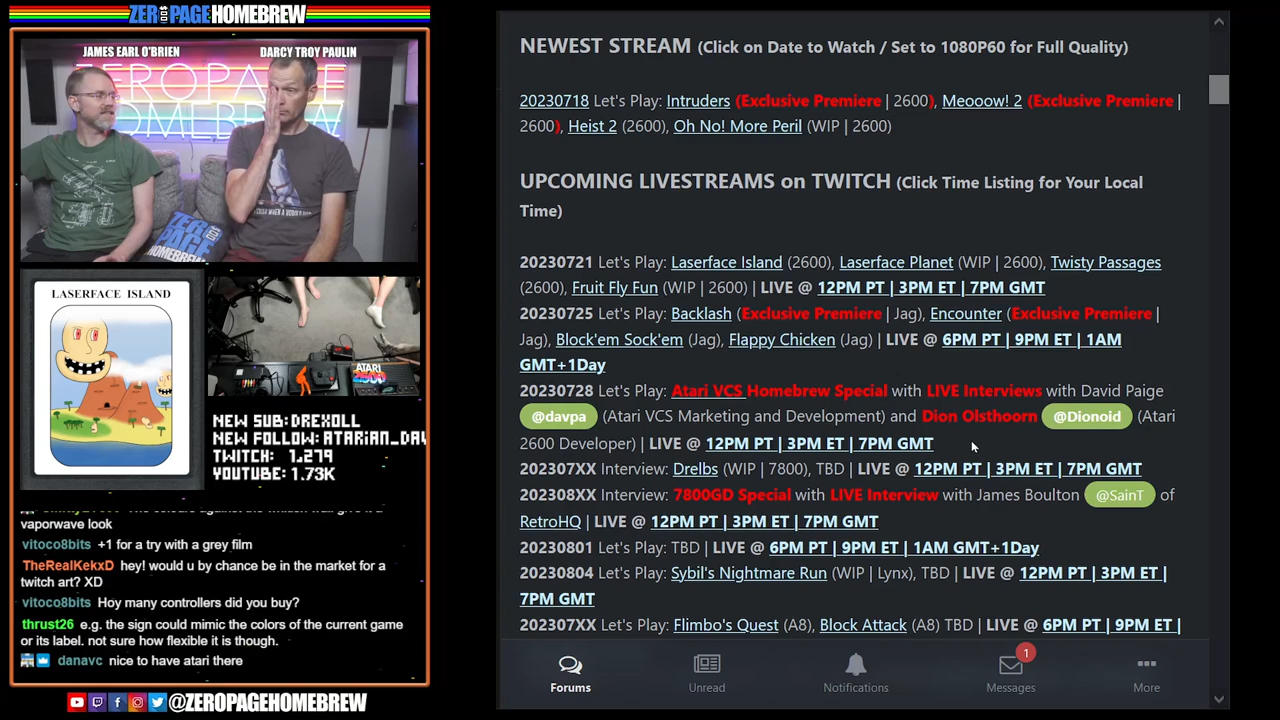 ZEROPAGEHOMEBREW
JAMES EARL O'BRIEN
DARCY TROY PAULIN
ZEROPAGE
HOMEBREW
ZERO
PAGE
HOMEBREW
LASERFACE ISLAND
ATARI
2600
NEW SUB: DREXOLL
NEW FOLLOW: ATARIAN_DAY
TWITCH: 1,279
YOUTUBE: 1.73K
vaporwave look
vitoco8bits +1 for a try with a grey film
TheRealKekxD hey! would u by chance be in the market for a
twitch art? XD
vitoco8bits Hoy many controllers did you buy?
thrust26 e.g. the sign could mimic the colors of the current game
or its label. not sure how flexible it is though.
danavc nice to have atari there
@ZEROPAGEHOMEBREW
NEWEST STREAM (Click on Date to Watch / Set to 1080P60 for Full Quality)
20230718 Let's Play: Intruders (Exclusive Premiere | 2600), Meooow! 2 (Exclusive Premiere |
2600), Heist 2 (2600), Oh No! More Peril (WIP | 2600)
UPCOMING LIVESTREAMS on TWITCH (Click Time Listing for Your Local
Time)
20230721 Let's Play: Laserface Island (2600), Laserface Planet (WIP | 2600), Twisty Passages
(2600), Fruit Fly Fun (WIP | 2600) | LIVE @ 12PM PT | 3PM ET | 7PM GMT
20230725 Let's Play: Backlash (Exclusive Premiere | Jag), Encounter (Exclusive Premiere |
Jag), Block'em Sock'em (Jag), Flappy Chicken (Jag) | LIVE @ 6PM PT | 9PM ET | 1AM
GMT+1Day
20230728 Let's Play: Atari VCS Homebrew Special with LIVE Interviews with David Paige
@davpa (Atari VCS Marketing and Development) and Dion Olsthoorn @Dionoid (Atari
2600 Developer) | LIVE @ 12PM PT | 3PM ET | 7PM GMT
202307XX Interview: Drelbs (WIP | 7800), TBD | LIVE @ 12PM PT | 3PM ET | 7PM GMT
202308XX Interview: 7800GD Special with LIVE Interview with James Boulton @SainT of
RetroHQ | LIVE @ 12PM PT | 3PM ET | 7PM GMT
20230801 Let's Play: TBD | LIVE @ 6PM PT | 9PM ET | 1AM GMT+1Day
20230804 Let's Play: Sybil's Nightmare Run (WIP | Lynx), TBD | LIVE @ 12PM PT | 3PM ET |
7PM GMT
202307XX Let's Play: Flimbo's Quest (A8), Block Attack (A8) TBD | LIVE @ 6PM PT | 9PM ET |
1
Forums
Unread
Notifications
Messages
More